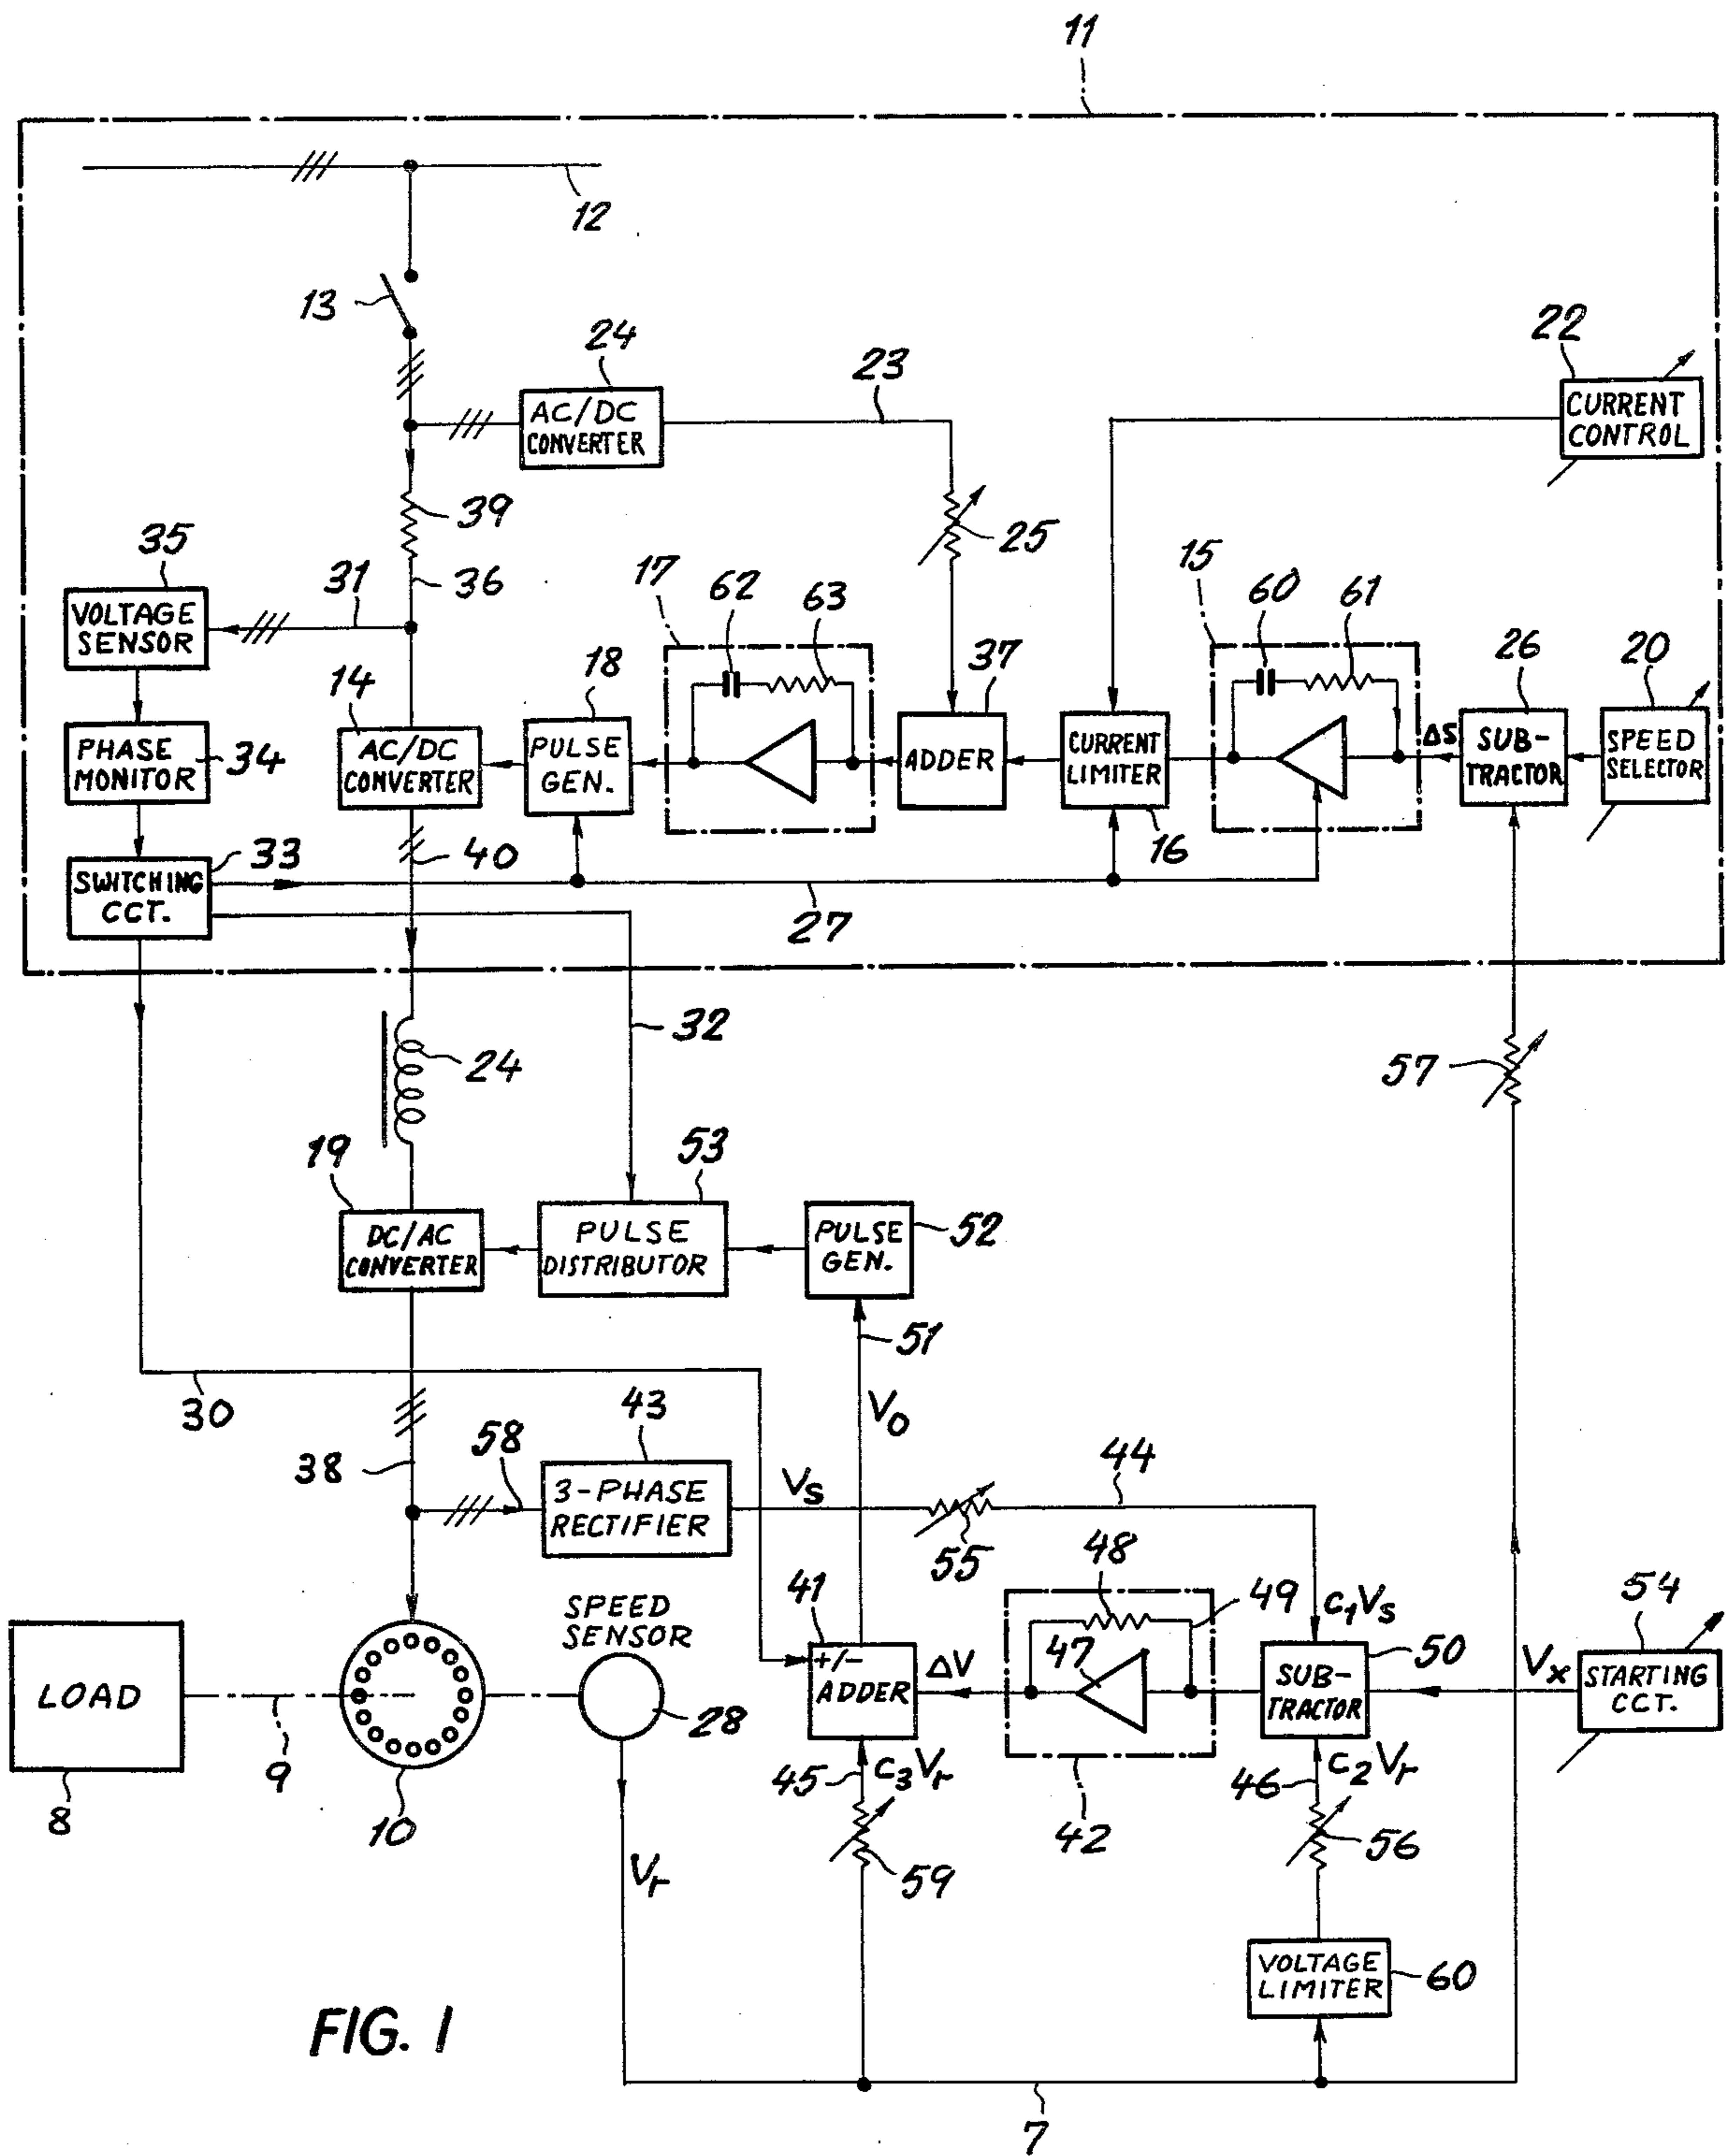 11
12
13
24
23
22
AC/DC
CONVERTER
CURRENT
CONTROL
39
25
35
31
36
17
62
63
15
60
61
VOLTAGE
SENSOR
37
26
20
14
18
ΔS
SUB-
TRACTOR
SPEED
SELECTOR
PHASE
MONITOR
34
AC/DC
CONVERTER
PULSE
GEN.
ADDER
CURRENT
LIMITER
16
33
40
SWITCHING
CCT.
27
32
24
57
19
53
DC/AC
CONVERTER
PULSE
DISTRIBUTOR
PULSE
GEN.
52
51
30
43
V0
38
58
3-PHASE
RECTIFIER
Vs
44
55
48
49
54
SPEED
SENSOR
41
C1Vs
50
+/-
ADDER
ΔV
47
SUB-
TRACTOR
Vx
STARTING
CCT.
LOAD
28
9
45
C3Vr
46
C2Vr
8
10
42
56
Vr
59
VOLTAGE
LIMITER
60
FIG. 1
7